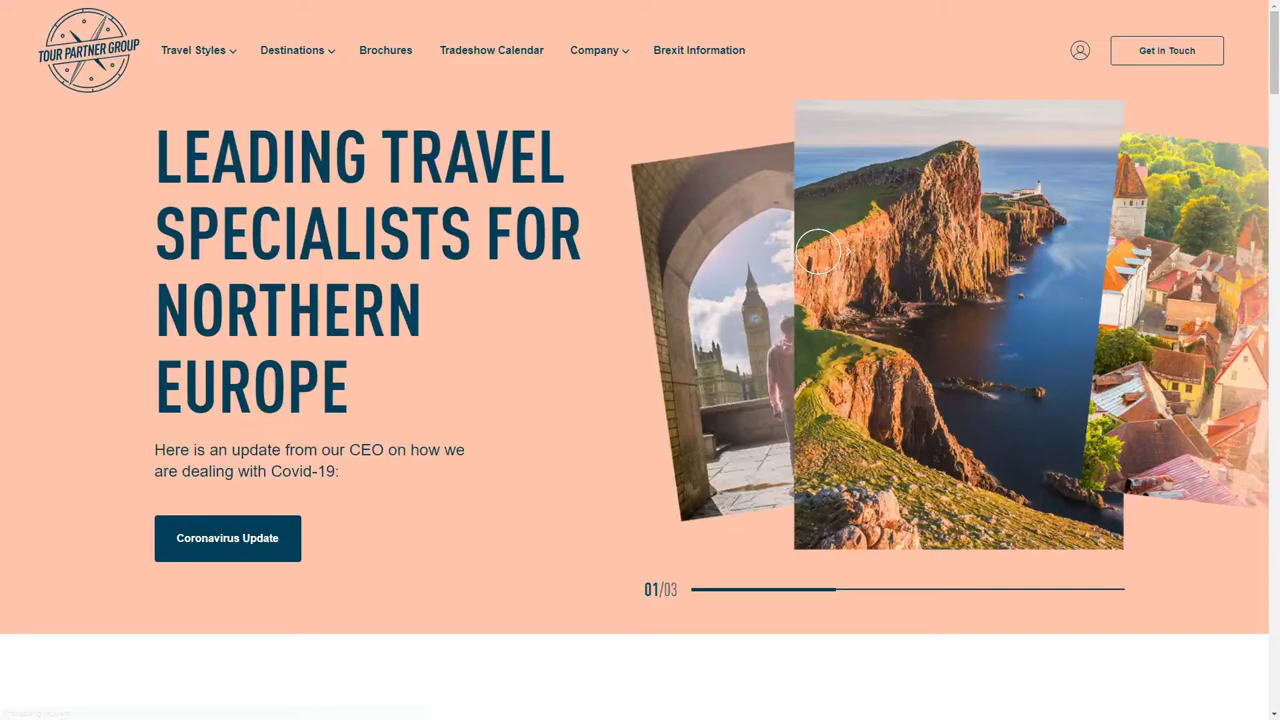 TOUR PARTNER GROUP
Travel Styles
Destinations
Brochures
Tradeshow Calendar
Company
Brexit Information
Get in Touch
LEADING TRAVEL
SPECIALISTS FOR
NORTHERN
EUROPE
Here is an update from our CEO on how we
are dealing with Covid-19:
Coronavirus Update
01/03